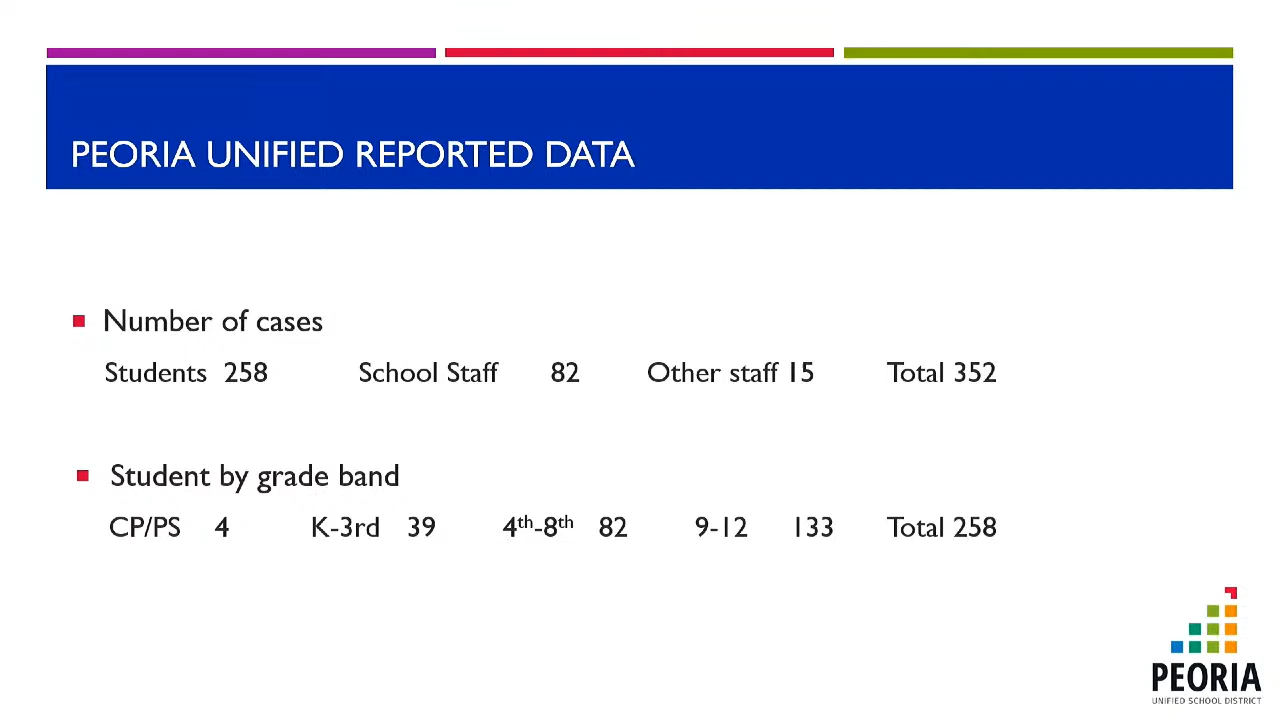 PEORIA UNIFIED REPORTED DATA
Number of cases
Students 258 School Staff 82 Other staff 15 Total 352
Student by grade band
CP/PS 4 K-3rd 39 4th-8th 82 9-12 133 Total 258
PEORIA
UNIFIED SCHOOL DISTRICT